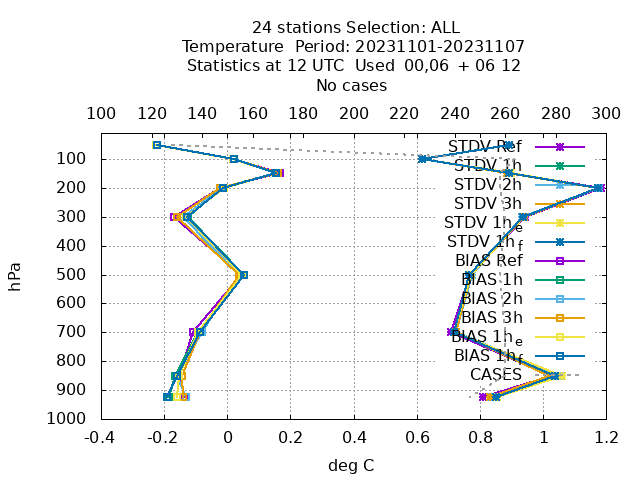 24 stations Selection: ALL
Temperature  Period: 20231101-20231107
Statistics at 12 UTC  Used  00,06  + 06 12
No cases
100 120 140 160 180 200 220 240 260 280 300
STDV Ref
100
STDV 1h
STDV 2h
200
STDV 3h
300
STDV 1h e
400
STDV 1h f
BIAS Ref
hPa
500
BIAS 1h
600
BIAS 2h
BIAS 3h
700
BIAS 1h e
800
BIAS 1h f
CASES
900
1000
-0.4 -0.2 0 0.2 0.4 0.6 0.8 1 1.2
deg C